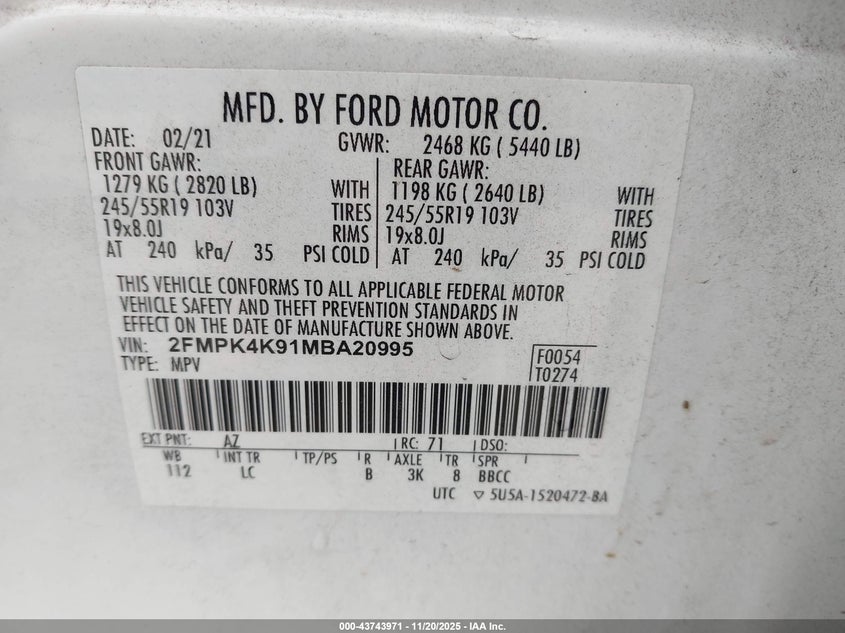 MFD. BY FORD MOTOR CO.
DATE: 02/21 GVWR: 2468 KG ( 5440 LB)
FRONT GAWR: REAR GAWR:
1279 KG ( 2820 LB) WITH 1198 KG ( 2640 LB) WITH
245/55R19 103V TIRES 245/55R19 103V TIRES
19x8.0J RIMS 19x8.0J RIMS
AT 240 kPa/ 35 PSI COLD AT 240 kPa/ 35 PSI COLD
THIS VEHICLE CONFORMS TO ALL APPLICABLE FEDERAL MOTOR
VEHICLE SAFETY AND THEFT PREVENTION STANDARDS IN
EFFECT ON THE DATE OF MANUFACTURE SHOWN ABOVE.
VIN: 2FMPK4K91MBA20995 F0054
TYPE: MPV T0274
EXT PNT: AZ RC: 71 DSO:
WB INT TR TP/PS R AXLE TR SPR
112 LC B 3K 8 BBCC
UTC ▽ 5U5A-1520472-BA
000-43743971 - 11/20/2025 - IAA Inc.